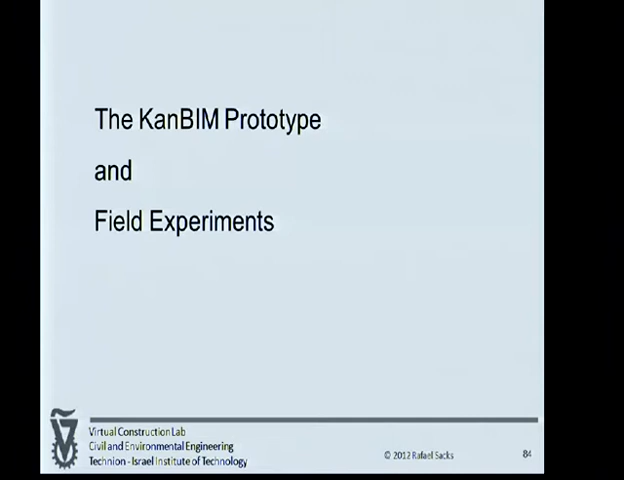 The KanBIM Prototype
and
Field Experiments
Virtual Construction Lab
Civil and Environmental Engineering
Technion - Israel Institute of Technology
© 2012 Rafael Sacks
84